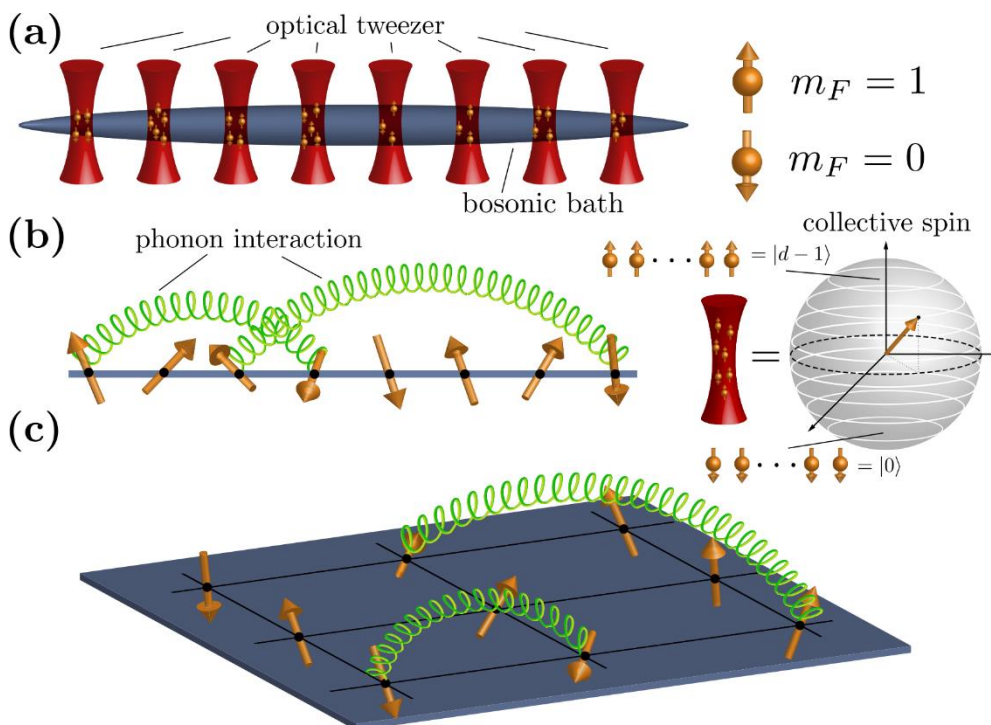 (a)
optical tweezer
bosonic bath
m_F = 1
m_F = 0
(b)
phonon interaction
collective spin
= |d − 1⟩
=
= |0⟩
(c)